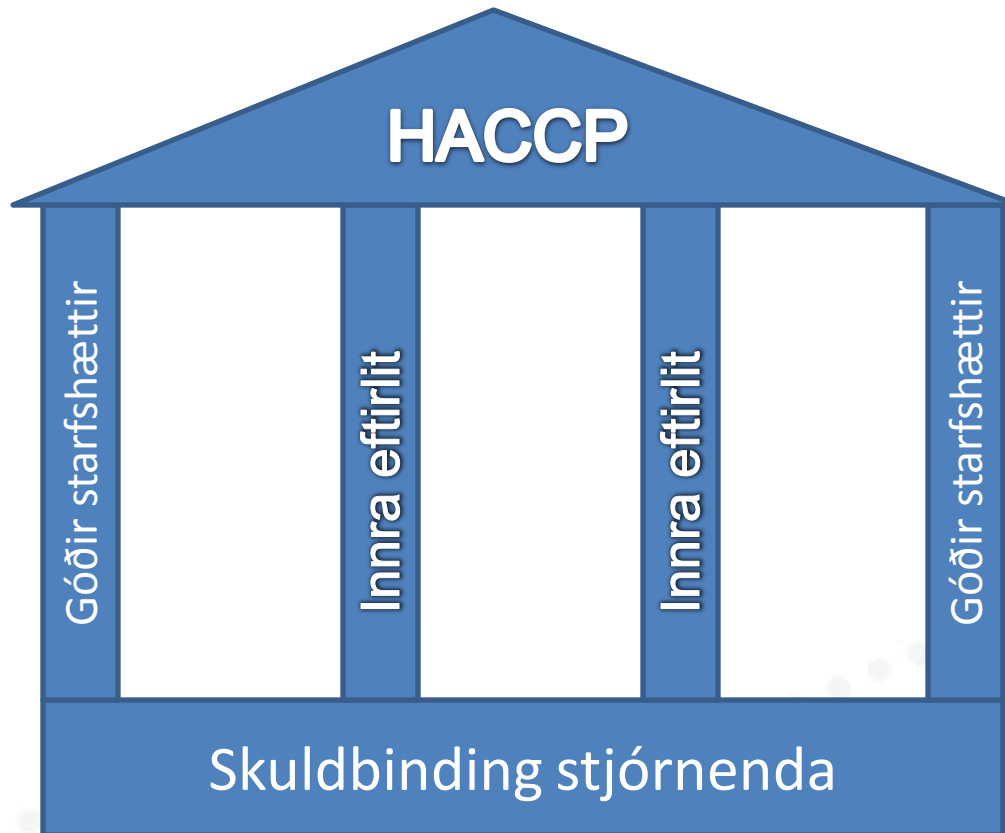 HACCP
Góðir starfshættir
Innra eftirlit
Innra eftirlit
Góðir starfshættir
Skuldbinding stjórnenda